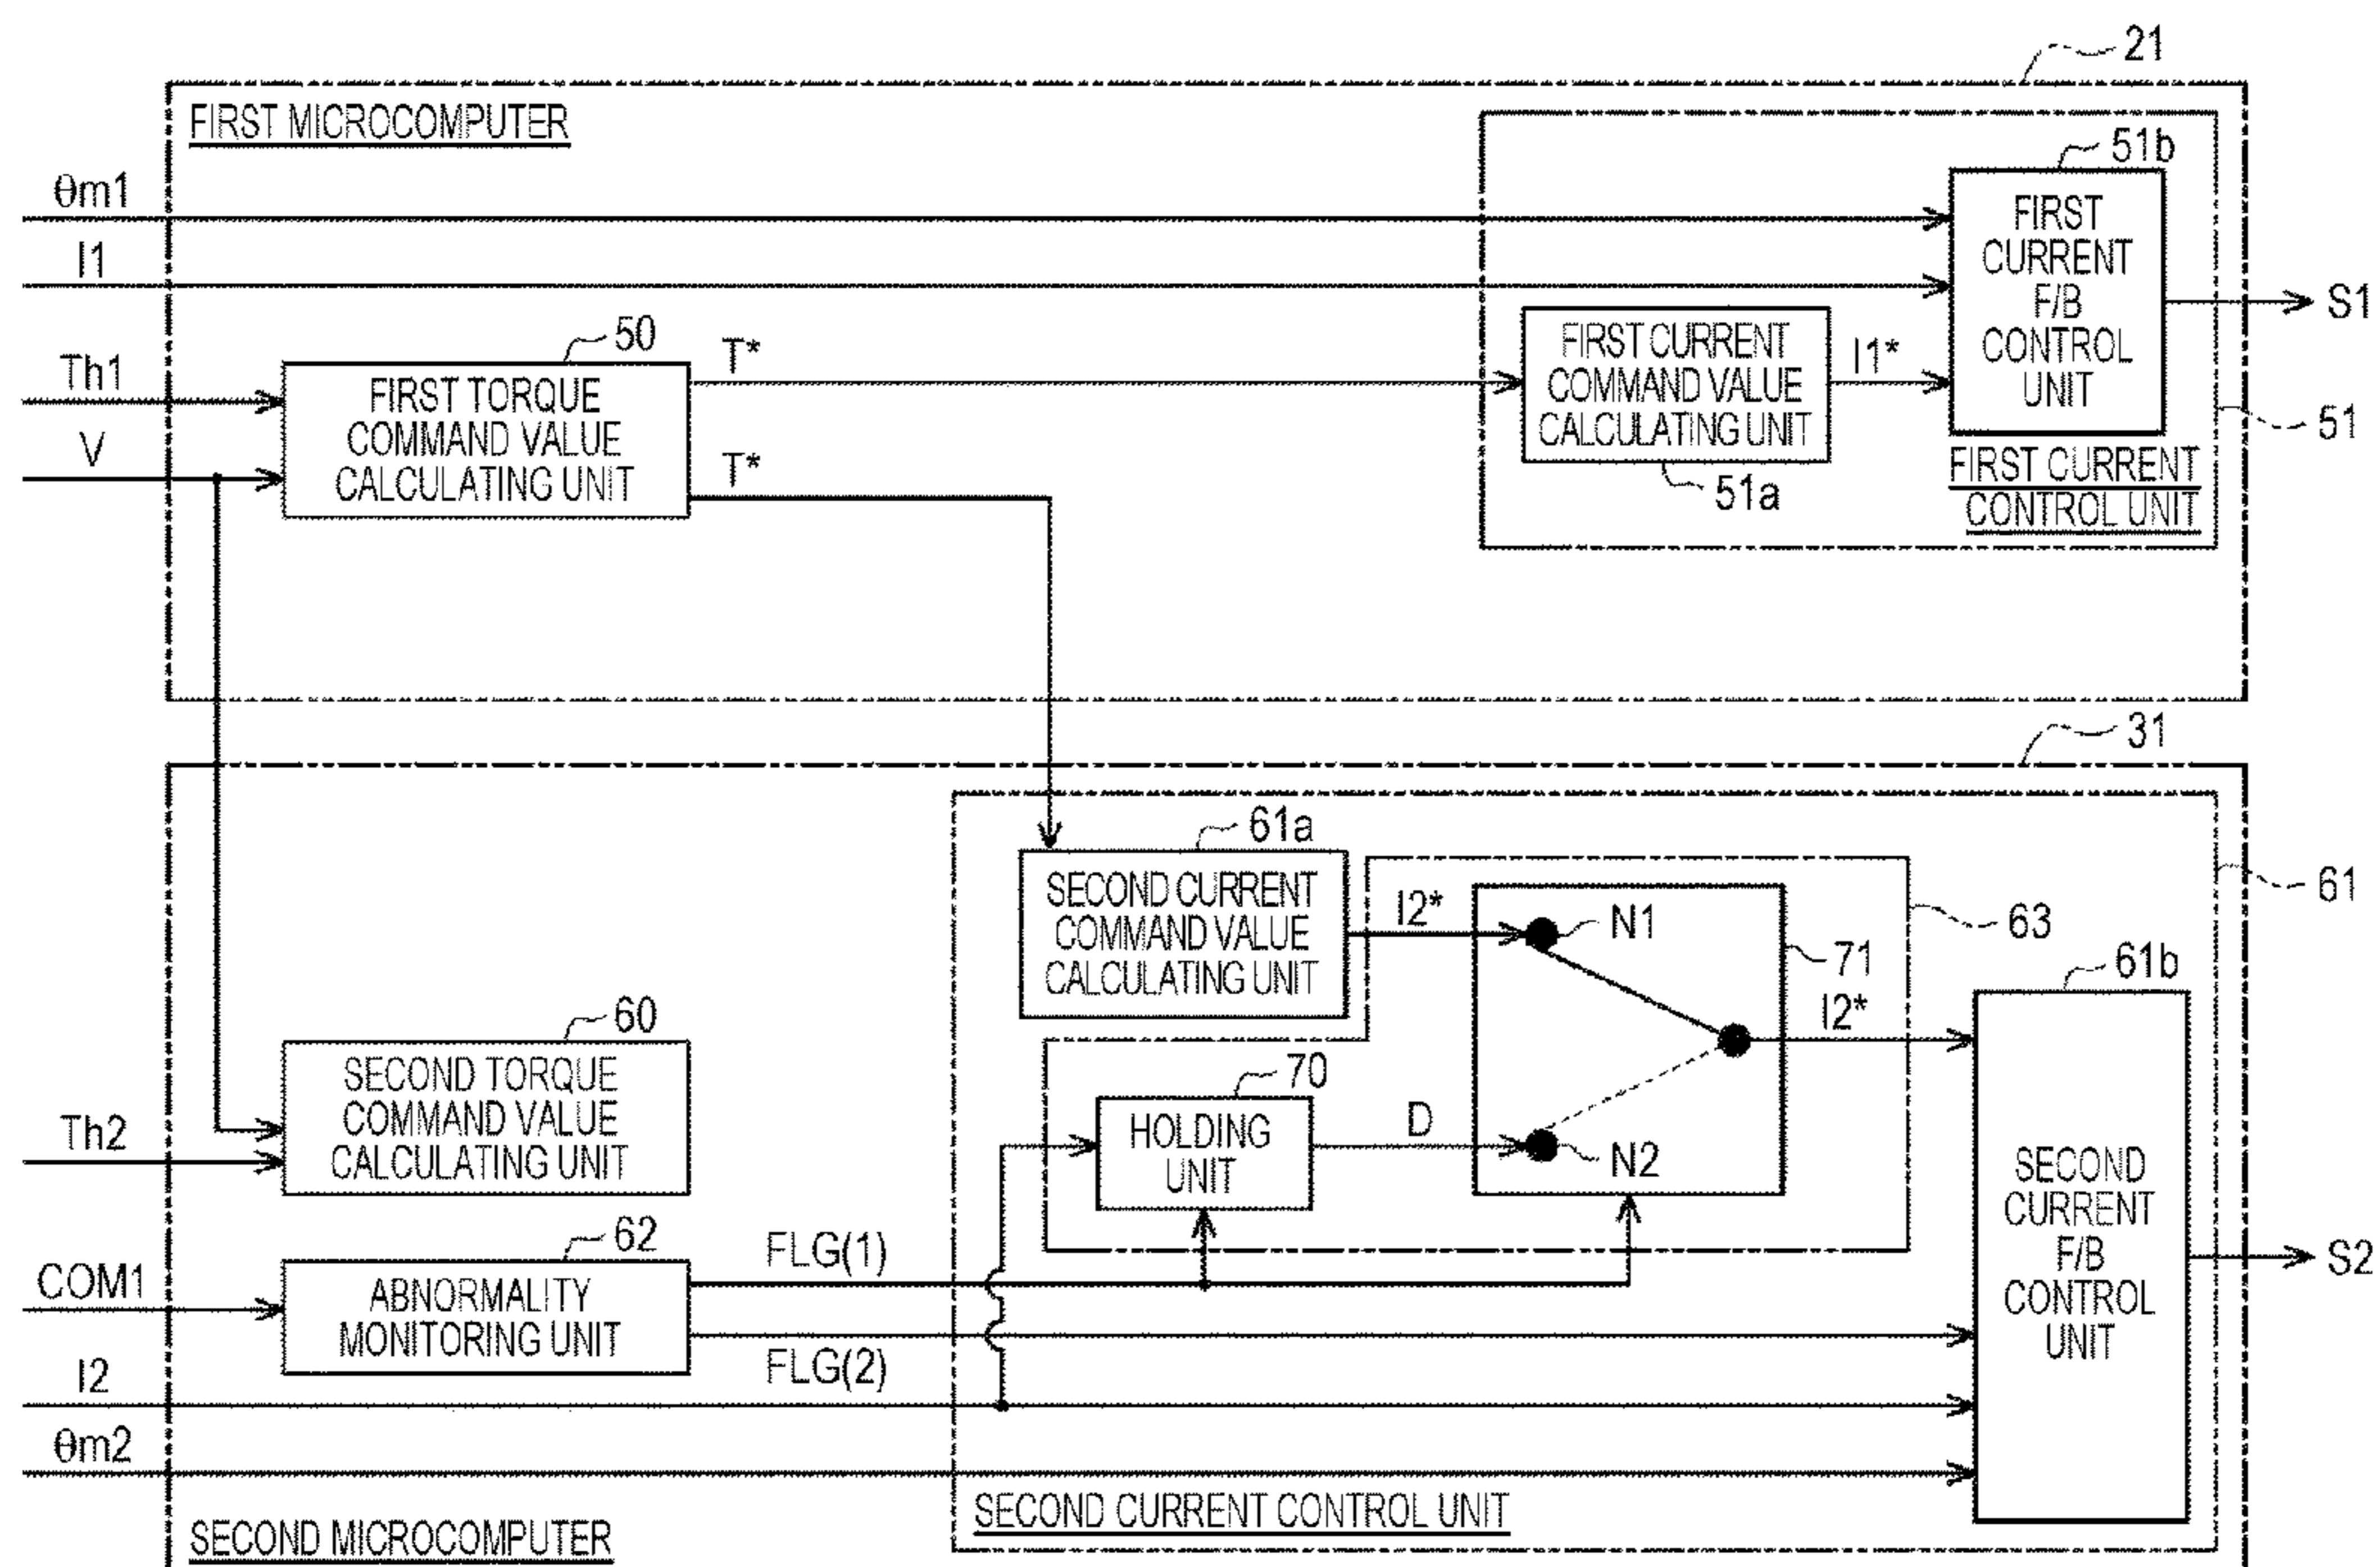 21
FIRST MICROCOMPUTER
51b
θm1
FIRST
CURRENT
F/B
CONTROL
UNIT
I1
S1
50
T*
FIRST CURRENT
COMMAND VALUE
CALCULATING UNIT
I1*
Th1
FIRST TORQUE
COMMAND VALUE
CALCULATING UNIT
51
V
T*
51a
FIRST CURRENT
CONTROL UNIT
31
61a
SECOND CURRENT
COMMAND VALUE
CALCULATING UNIT
I2*
N1
63
61
71
61b
I2*
60
SECOND TORQUE
COMMAND VALUE
CALCULATING UNIT
70
Th2
HOLDING
UNIT
D
N2
SECOND
CURRENT
F/B
CONTROL
UNIT
62
FLG(1)
S2
COM1
ABNORMALITY
MONITORING UNIT
FLG(2)
I2
θm2
SECOND CURRENT CONTROL UNIT
SECOND MICROCOMPUTER